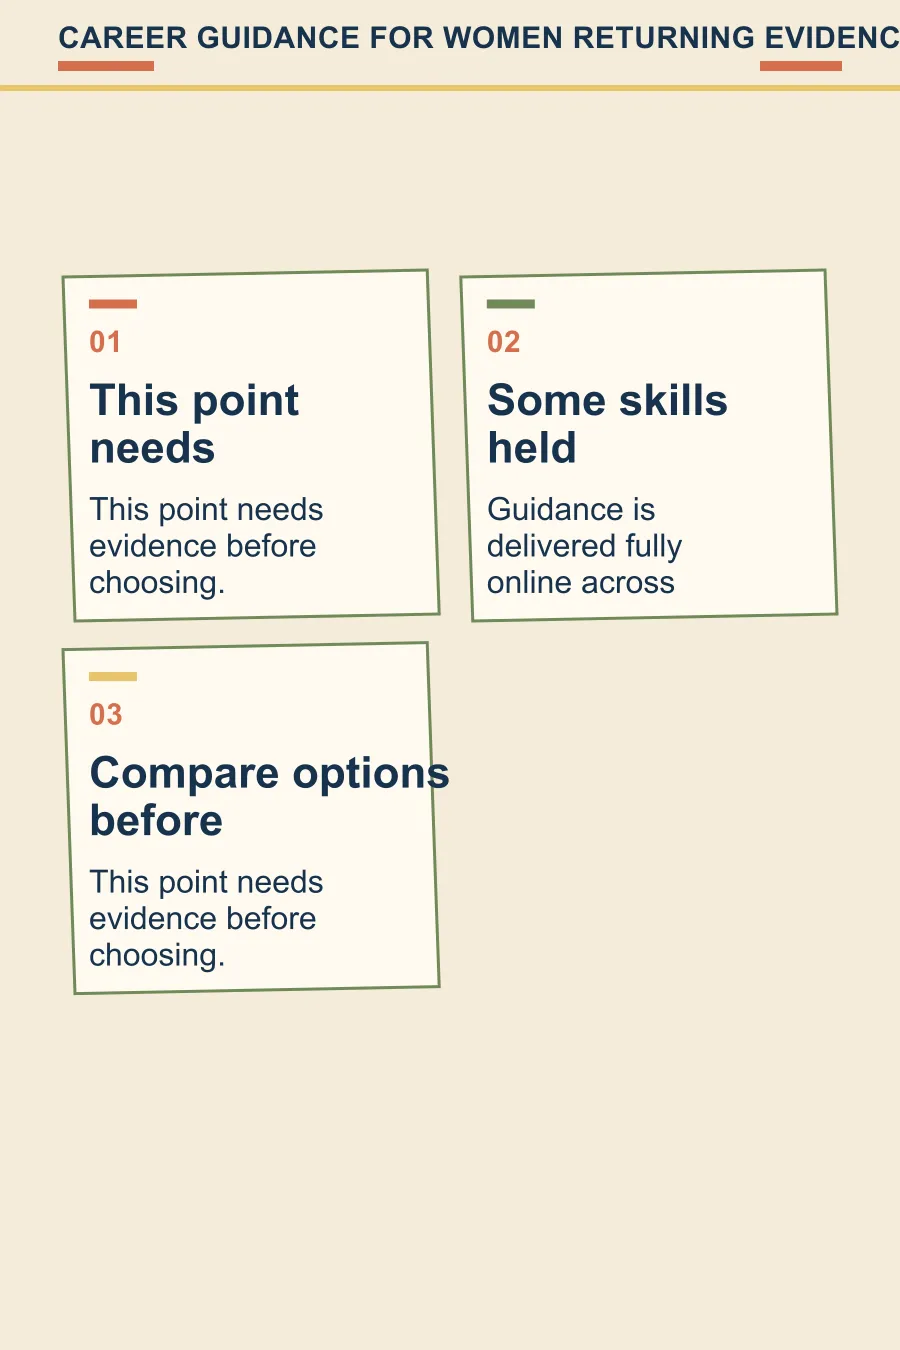 CAREER GUIDANCE FOR WOMEN RETURNING EVIDENC
01
This point
needs
This point needs
evidence before
choosing.
02
Some skills
held
Guidance is
delivered fully
online across
03
Compare options
before
This point needs
evidence before
choosing.